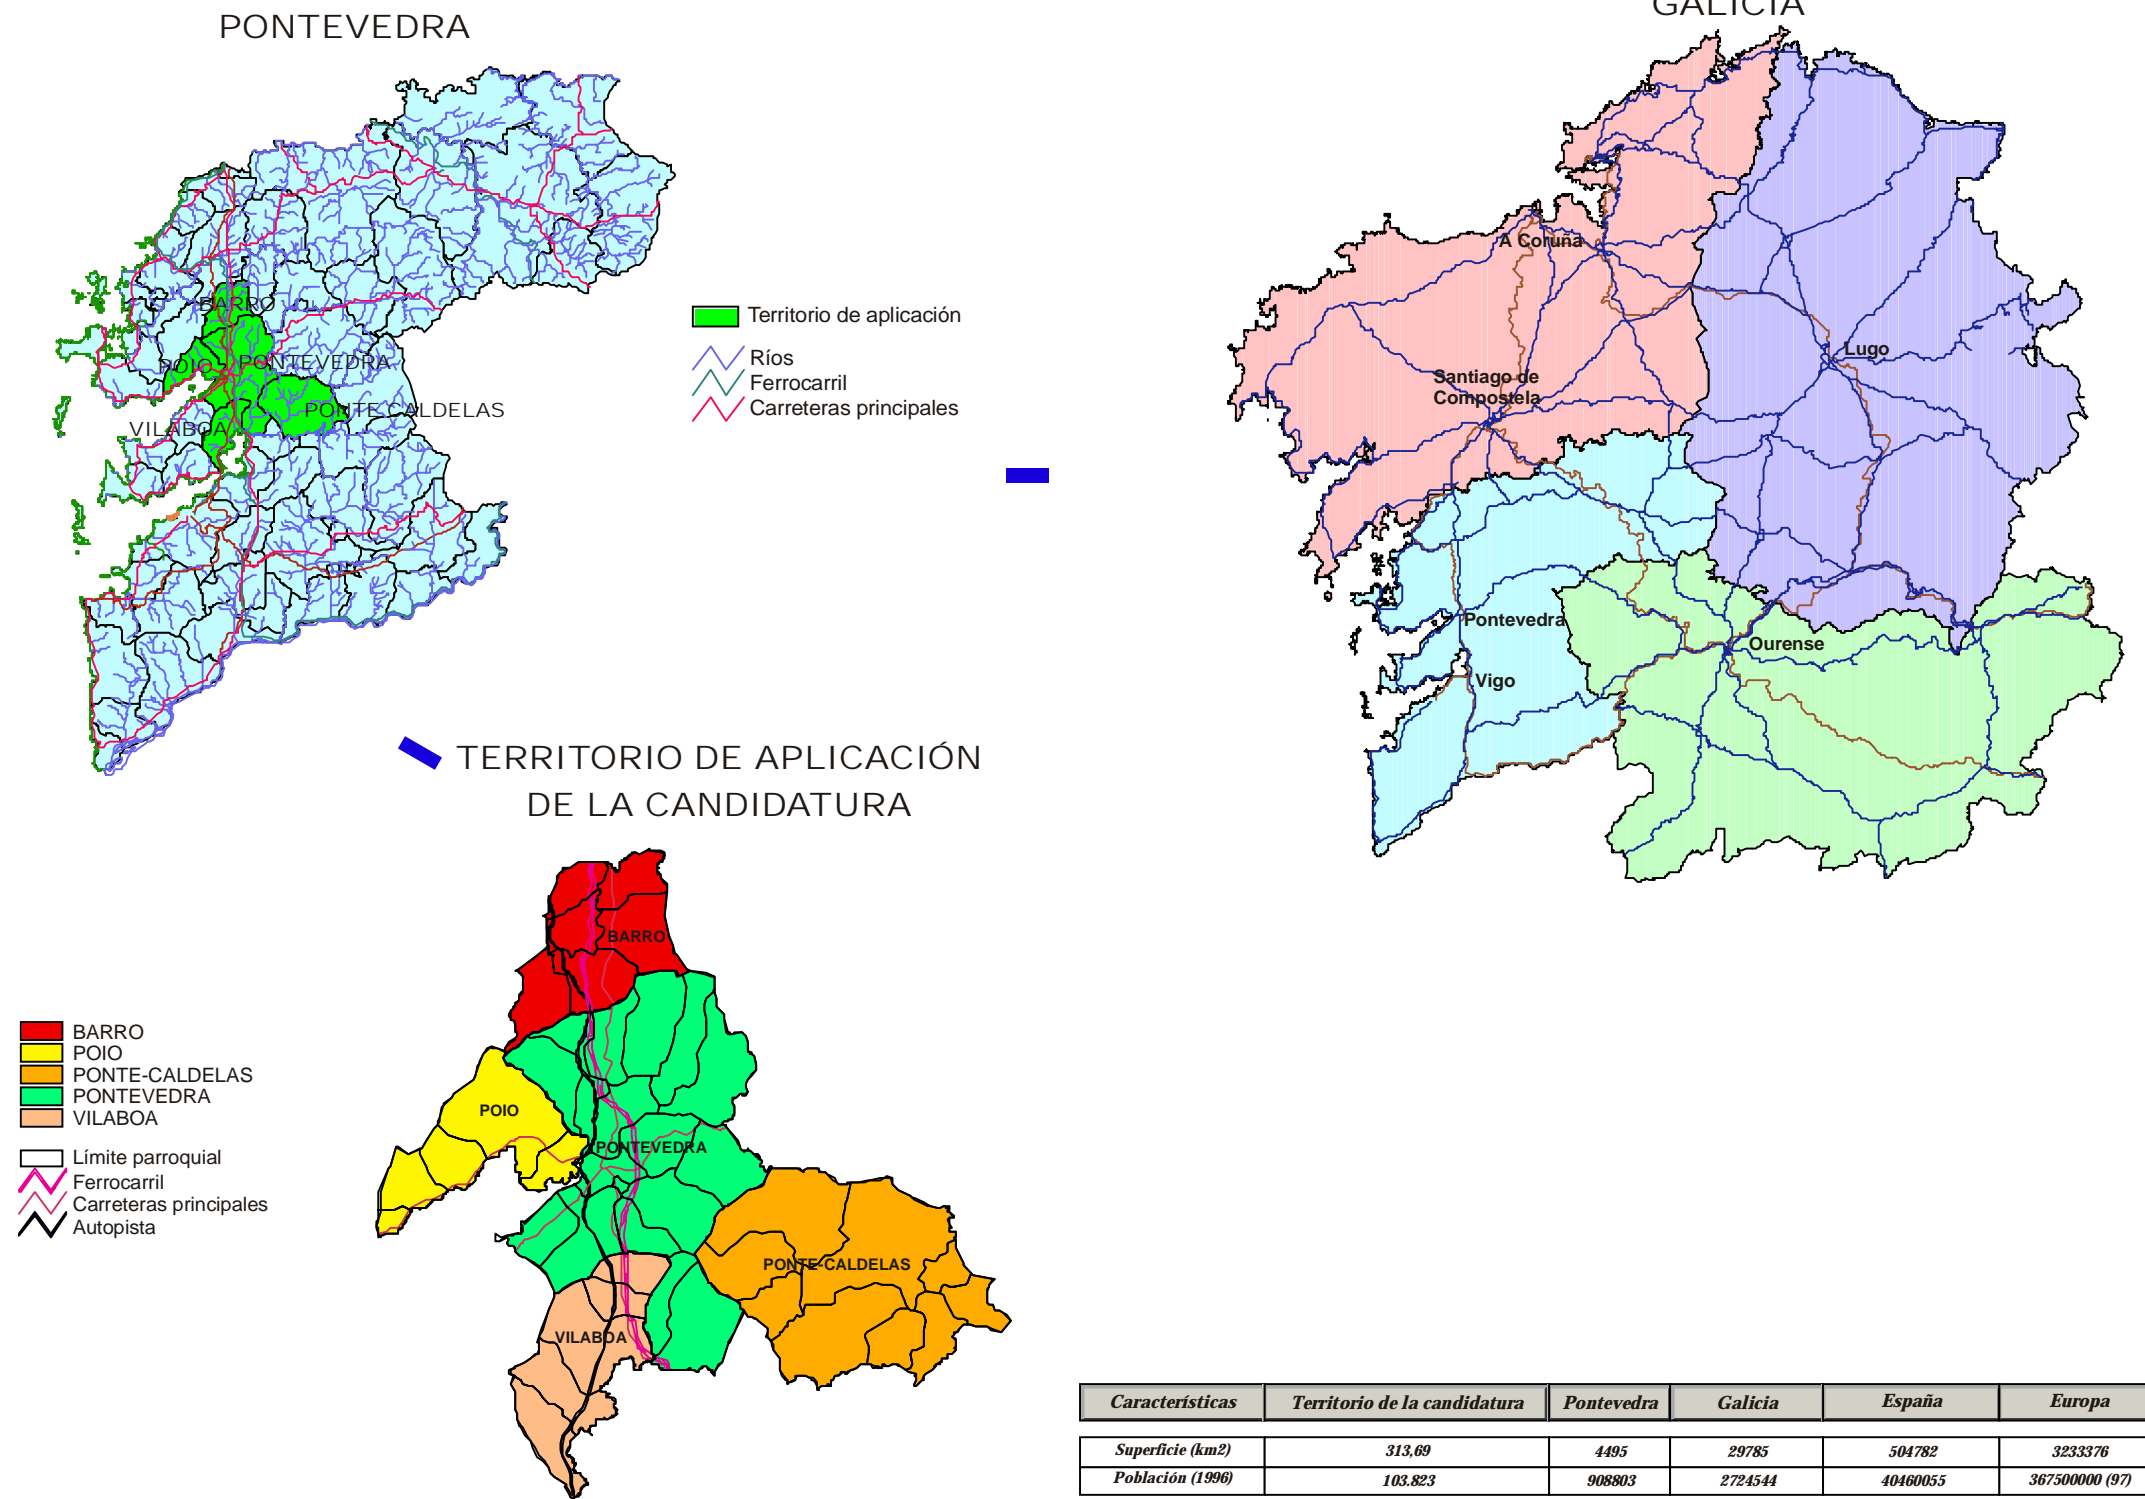 PONTEVEDRA
BARRO
POIO
PONTEVEDRA
PONTE CALDELAS
VILABOA
Territorio de aplicación
Ríos
Ferrocarril
Carreteras principales
GALICIA
A Coruña
Lugo
Santiago de
Compostela
Pontevedra
Ourense
Vigo
TERRITORIO DE APLICACIÓN
DE LA CANDIDATURA
BARRO
POIO
PONTE-CALDELAS
PONTEVEDRA
VILABOA
Límite parroquial
Ferrocarril
Carreteras principales
Autopista
BARRO
POIO
PONTEVEDRA
PONTE-CALDELAS
VILABOA
Características Territorio de la candidatura Pontevedra Galicia España Europa
Superficie (km2) 313,69 4495 29785 504782 3233376
Población (1996) 103.823 908803 2724544 40460055 367500000 (97)